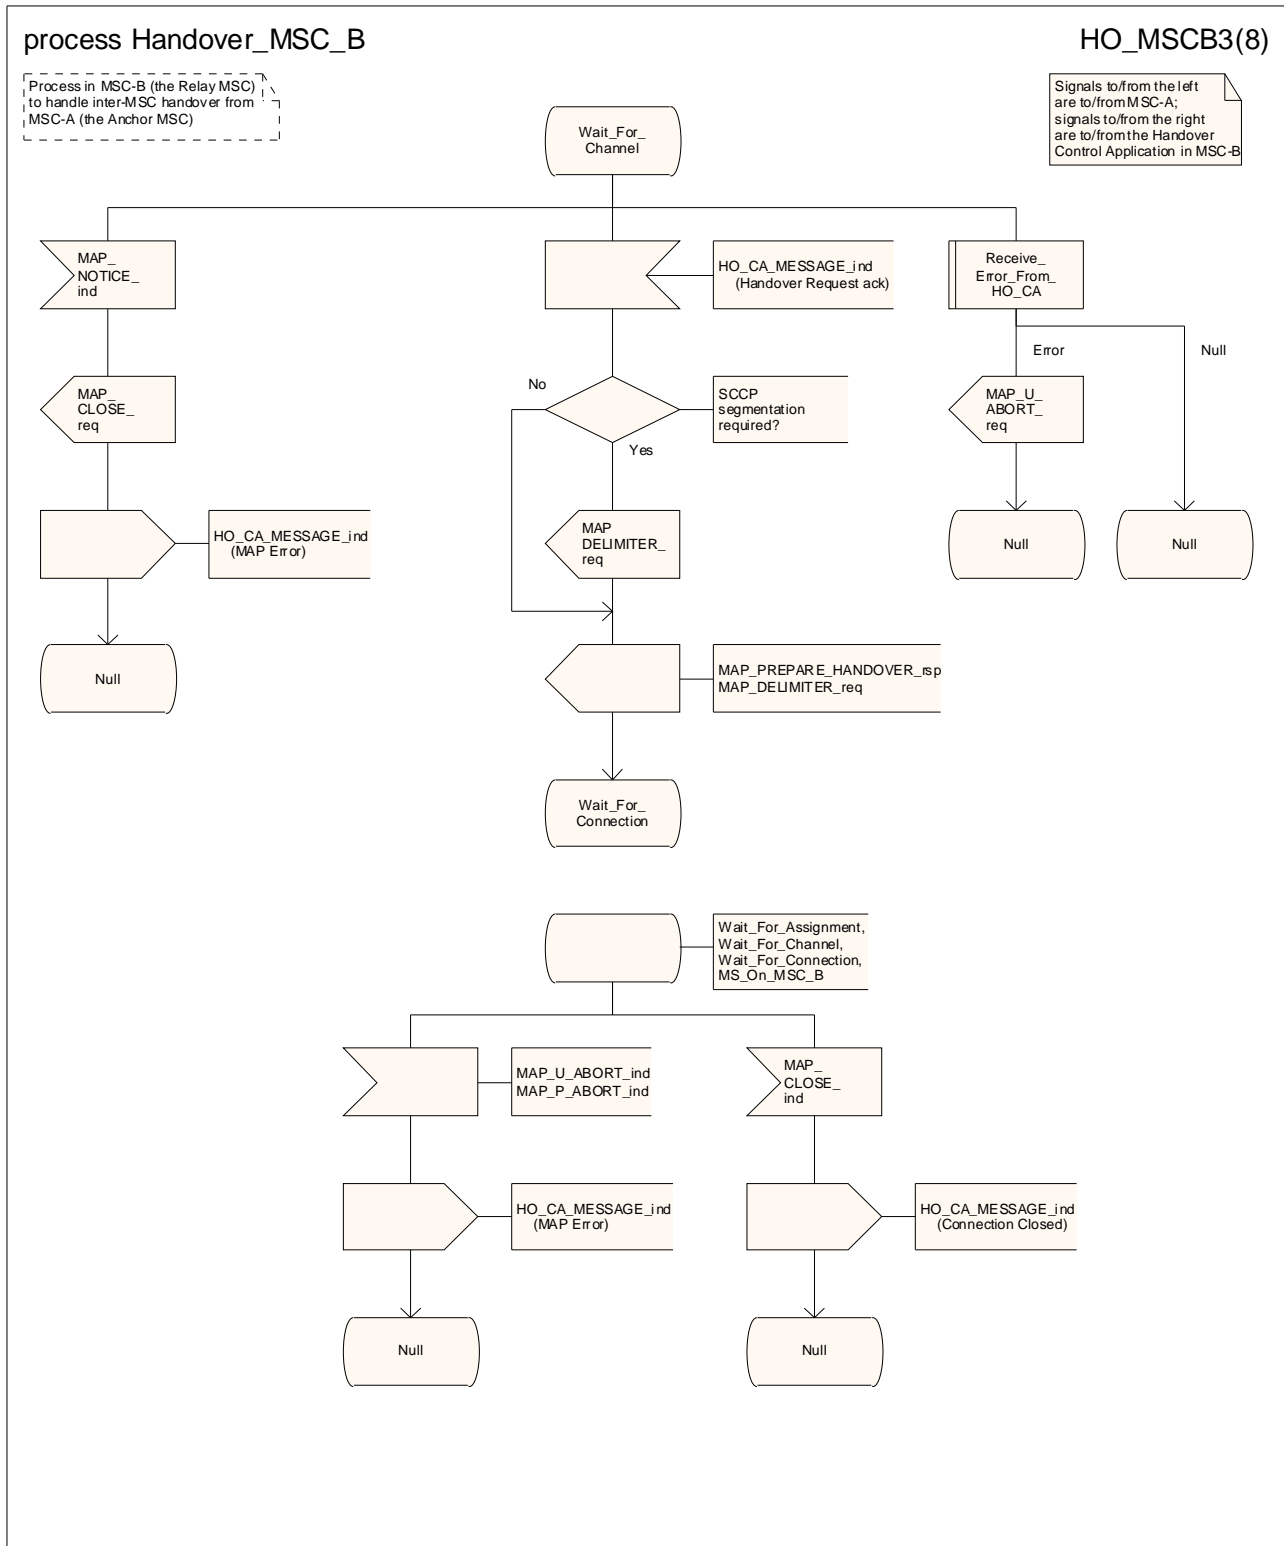 process Handover_MSC_B
HO_MSCB3(8)
Process in MSC-B (the Relay MSC)
to handle inter-MSC handover from
MSC-A (the Anchor MSC)
Signals to/from the left
are to/from MSC-A;
signals to/from the right
are to/from the Handover
Control Application in MSC-B
Wait_For_
Channel
MAP_
NOTICE_
ind
HO_CA_MESSAGE_ind
(Handover Request ack)
Receive_
Error_From_
HO_CA
Error
Null
MAP_
CLOSE_
req
No
SCCP
segmentation
required?
Yes
MAP_U_
ABORT_
req
HO_CA_MESSAGE_ind
(MAP Error)
MAP
DELIMITER_
req
Null
Null
Null
MAP_PREPARE_HANDOVER_rsp
MAP_DELIMITER_req
Wait_For_
Connection
Wait_For_Assignment,
Wait_For_Channel,
Wait_For_Connection,
MS_On_MSC_B
MAP_U_ABORT_ind
MAP_P_ABORT_ind
MAP_
CLOSE_
ind
HO_CA_MESSAGE_ind
(MAP Error)
HO_CA_MESSAGE_ind
(Connection Closed)
Null
Null